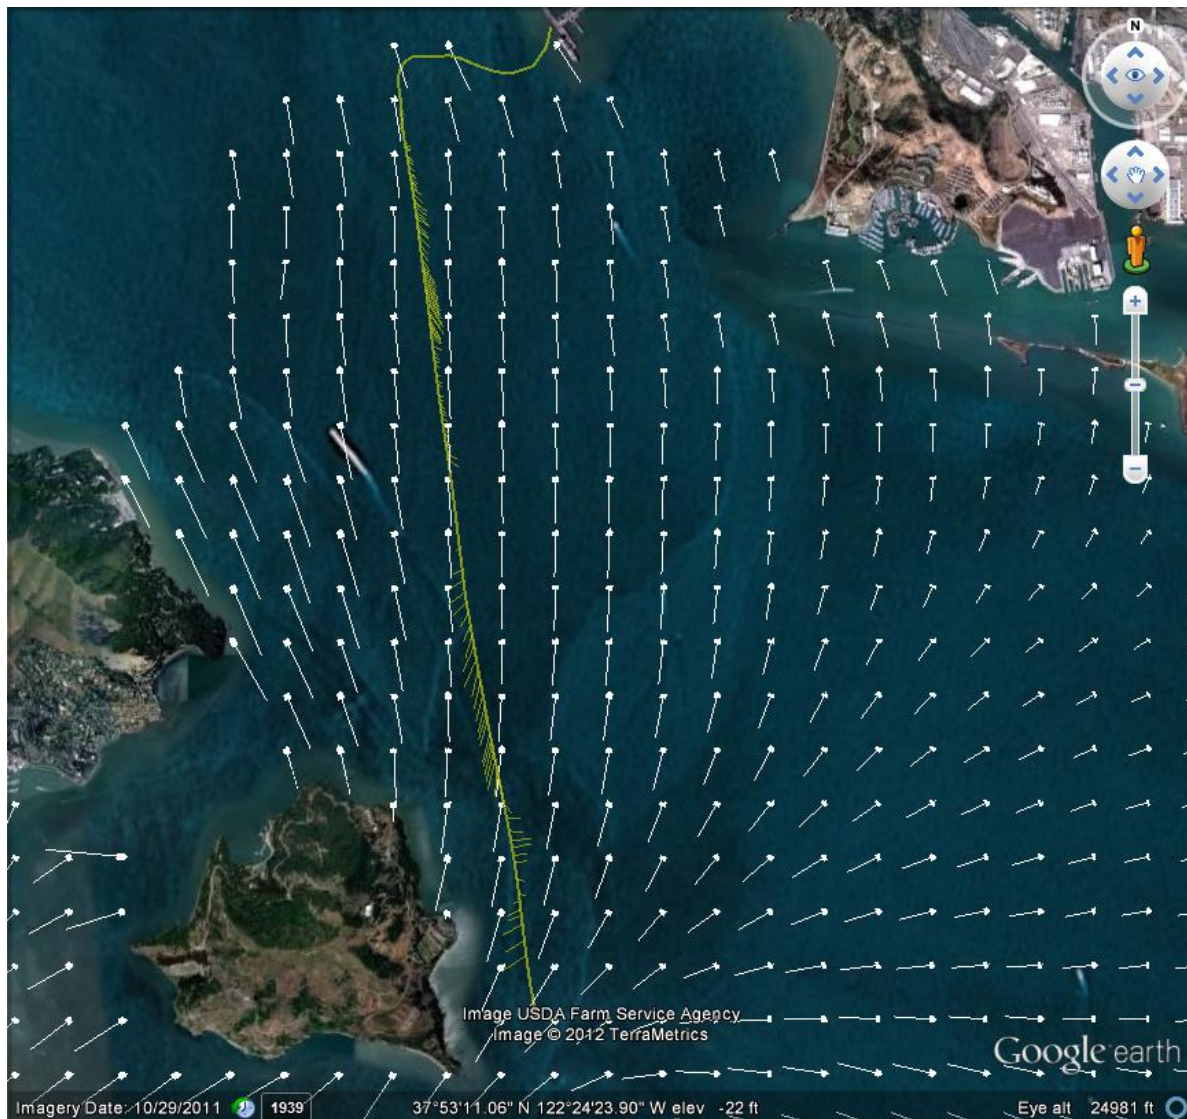 N
Image USDA Farm Service Agency
Image © 2012 TerraMetrics
Google earth
Imagery Date: 10/29/2011 1939 37°53'11.06" N 122°24'23.90" W elev -22 ft Eye alt 24981 ft